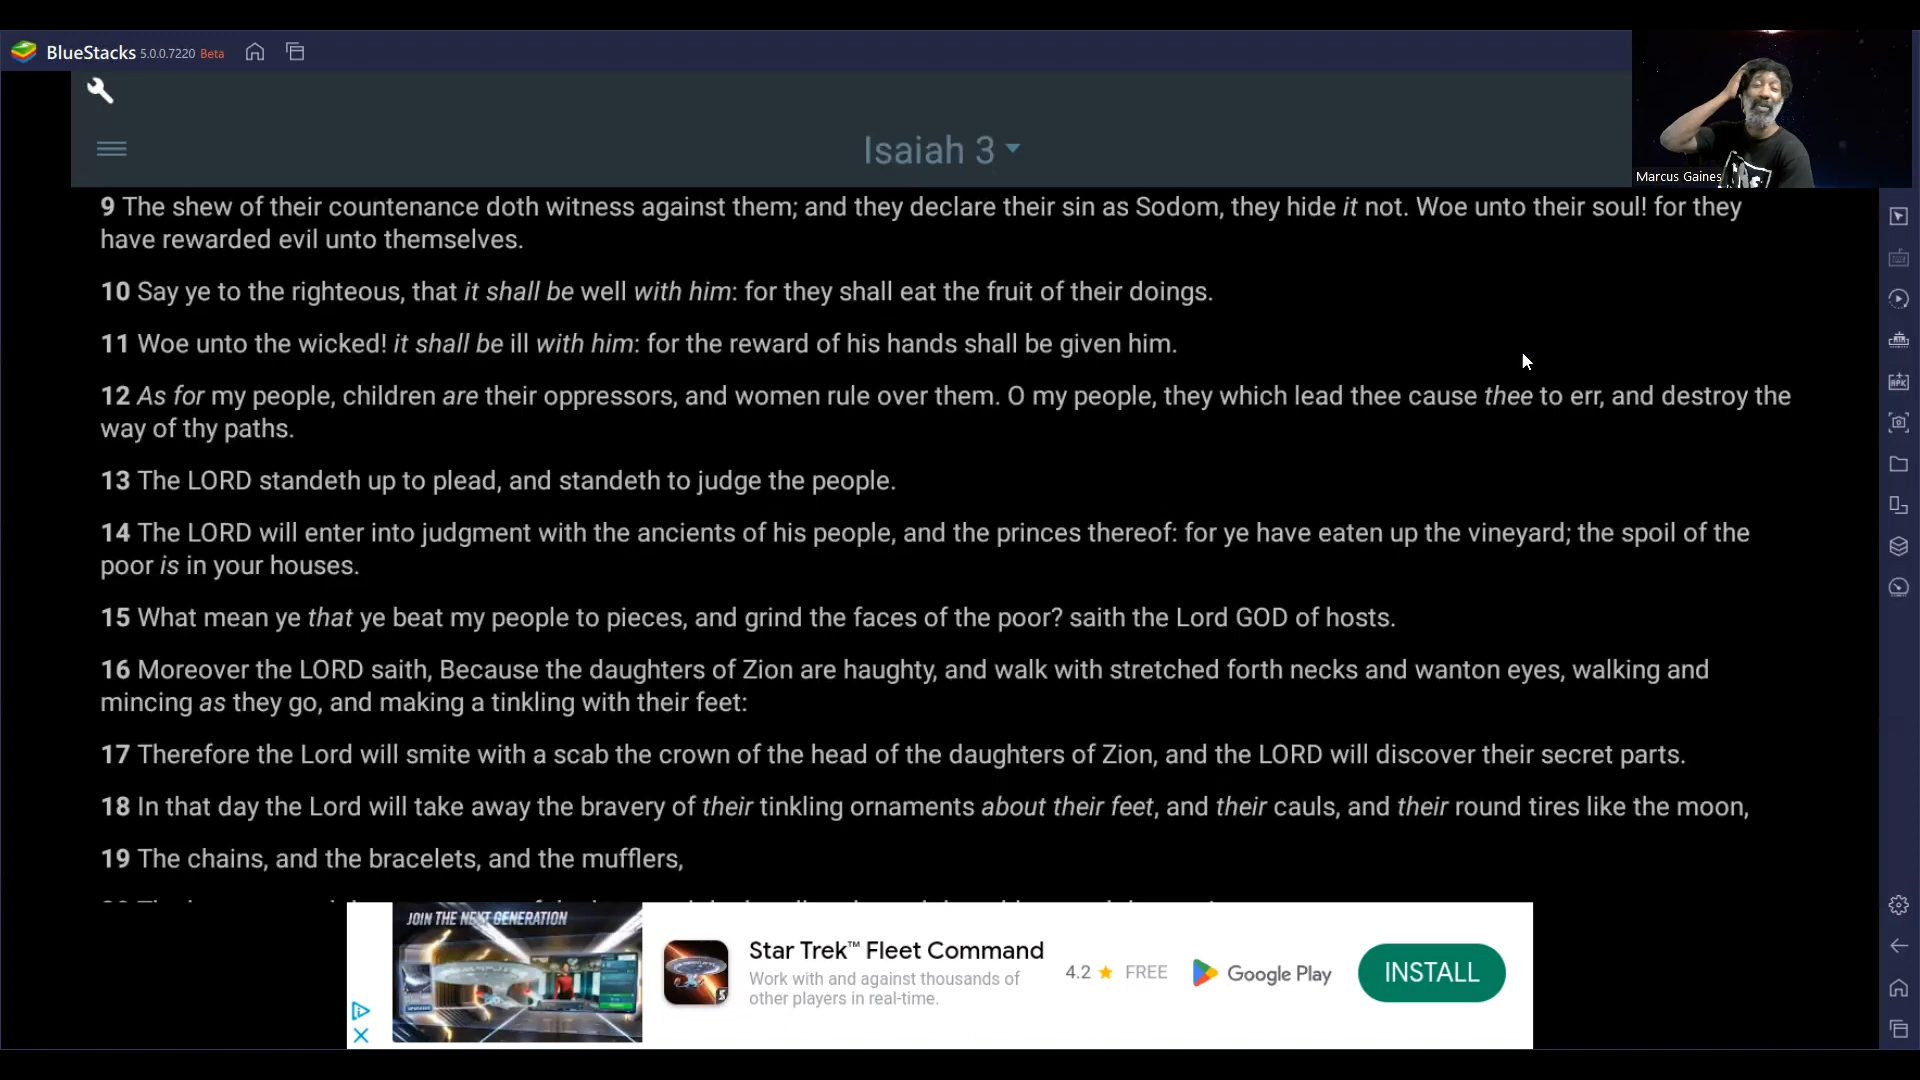 BlueStacks 5.0.0.7220 Beta
Isaiah 3
Marcus Gaines
9 The shew of their countenance doth witness against them; and they declare their sin as Sodom, they hide it not. Woe unto their soul! for they
have rewarded evil unto themselves.
10 Say ye to the righteous, that it shall be well with him: for they shall eat the fruit of their doings.
11 Woe unto the wicked! it shall be ill with him: for the reward of his hands shall be given him.
12 As for my people, children are their oppressors, and women rule over them. O my people, they which lead thee cause thee to err, and destroy the
way of thy paths.
13 The LORD standeth up to plead, and standeth to judge the people.
14 The LORD will enter into judgment with the ancients of his people, and the princes thereof: for ye have eaten up the vineyard; the spoil of the
poor is in your houses.
15 What mean ye that ye beat my people to pieces, and grind the faces of the poor? saith the Lord GOD of hosts.
16 Moreover the LORD saith, Because the daughters of Zion are haughty, and walk with stretched forth necks and wanton eyes, walking and
mincing as they go, and making a tinkling with their feet:
17 Therefore the Lord will smite with a scab the crown of the head of the daughters of Zion, and the LORD will discover their secret parts.
18 In that day the Lord will take away the bravery of their tinkling ornaments about their feet, and their cauls, and their round tires like the moon,
19 The chains, and the bracelets, and the mufflers,
JOIN THE NEXT GENERATION
Star Trek™ Fleet Command
Work with and against thousands of
other players in real-time.
4.2 ★ FREE
Google Play
INSTALL